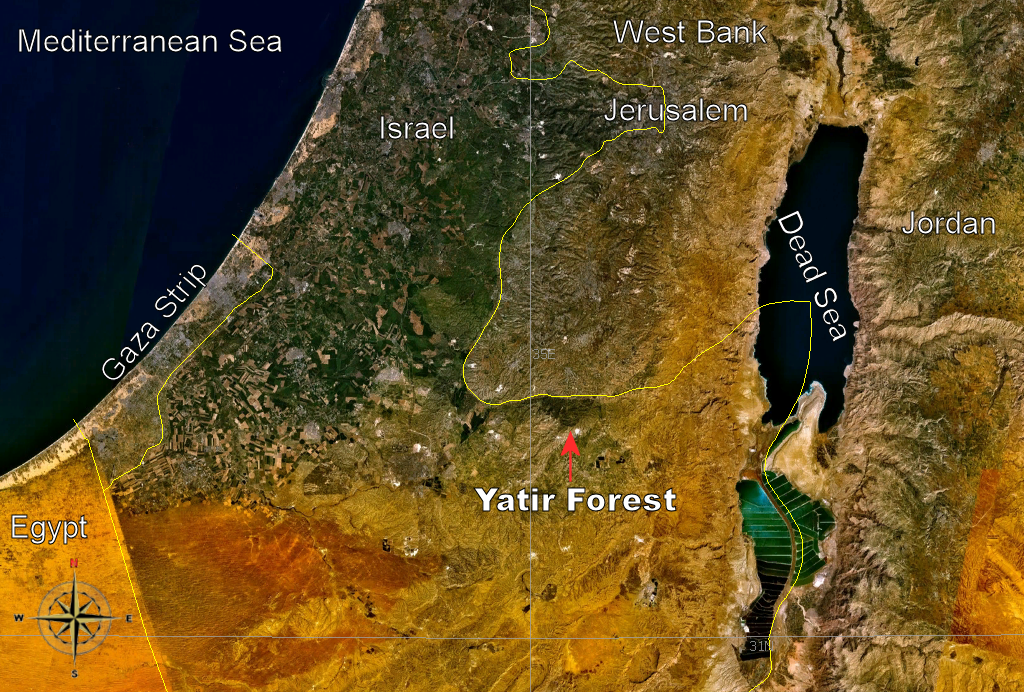 Mediterranean Sea
West Bank
Jerusalem
Israel
Jordan
Dead Sea
Gaza Strip
35E
Yatir Forest
Egypt
N
W
E
S
31N